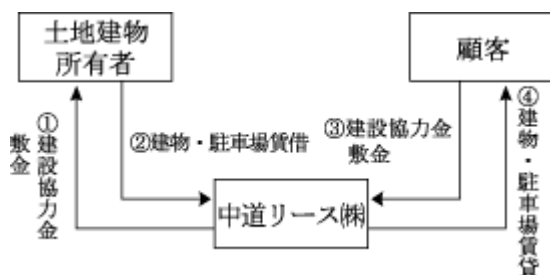 土地建物
所有者
顧客
①建設協力金
敷金
②建物・駐車場賃借
③建設協力金
敷金
④建物・駐車場賃貸
中道リース㈱